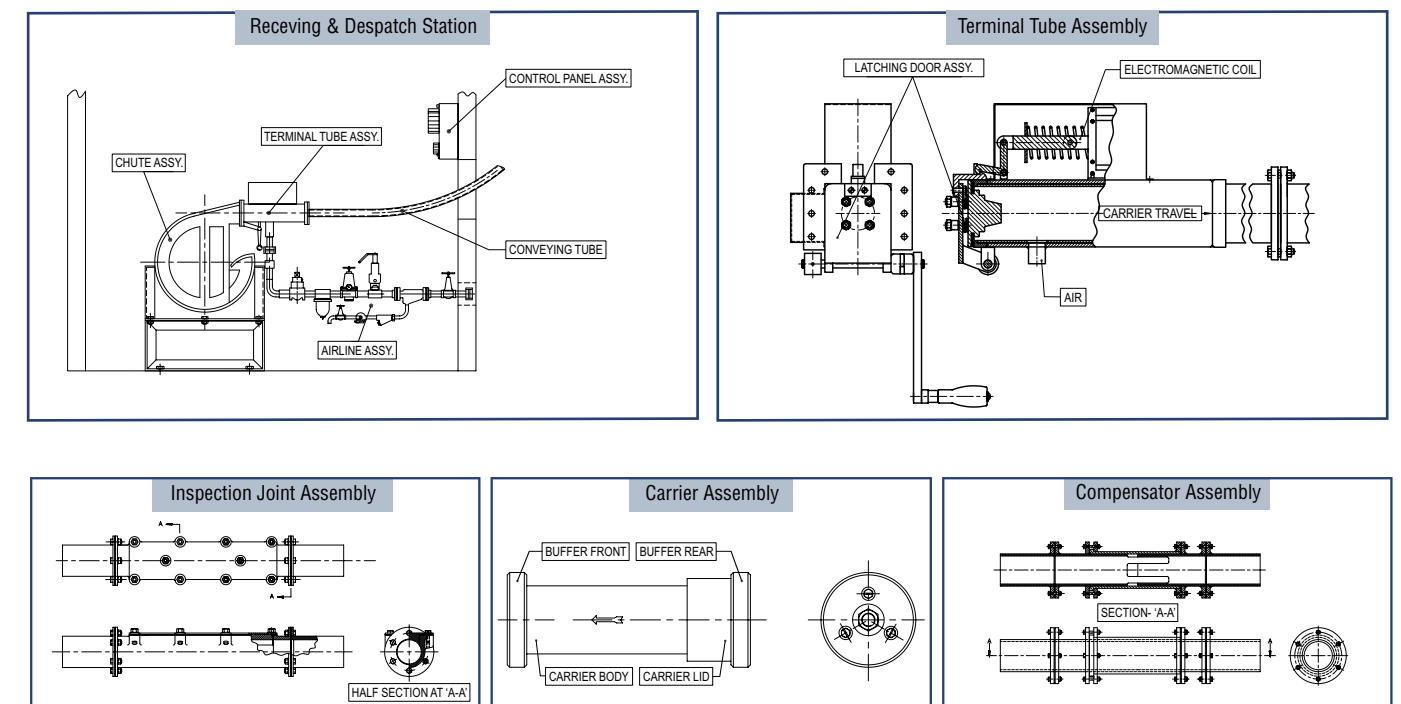 Receving & Despatch Station
CONTROL PANEL ASSY.
TERMINAL TUBE ASSY.
CHUTE ASSY.
CONVEYING TUBE
AIRLINE ASSY.
Terminal Tube Assembly
LATCHING DOOR ASSY.
ELECTROMAGNETIC COIL
CARRIER TRAVEL
AIR
Inspection Joint Assembly
A
A
HALF SECTION AT 'A-A'
Carrier Assembly
BUFFER FRONT
BUFFER REAR
CARRIER BODY
CARRIER LID
Compensator Assembly
SECTION- 'A-A'
A
A